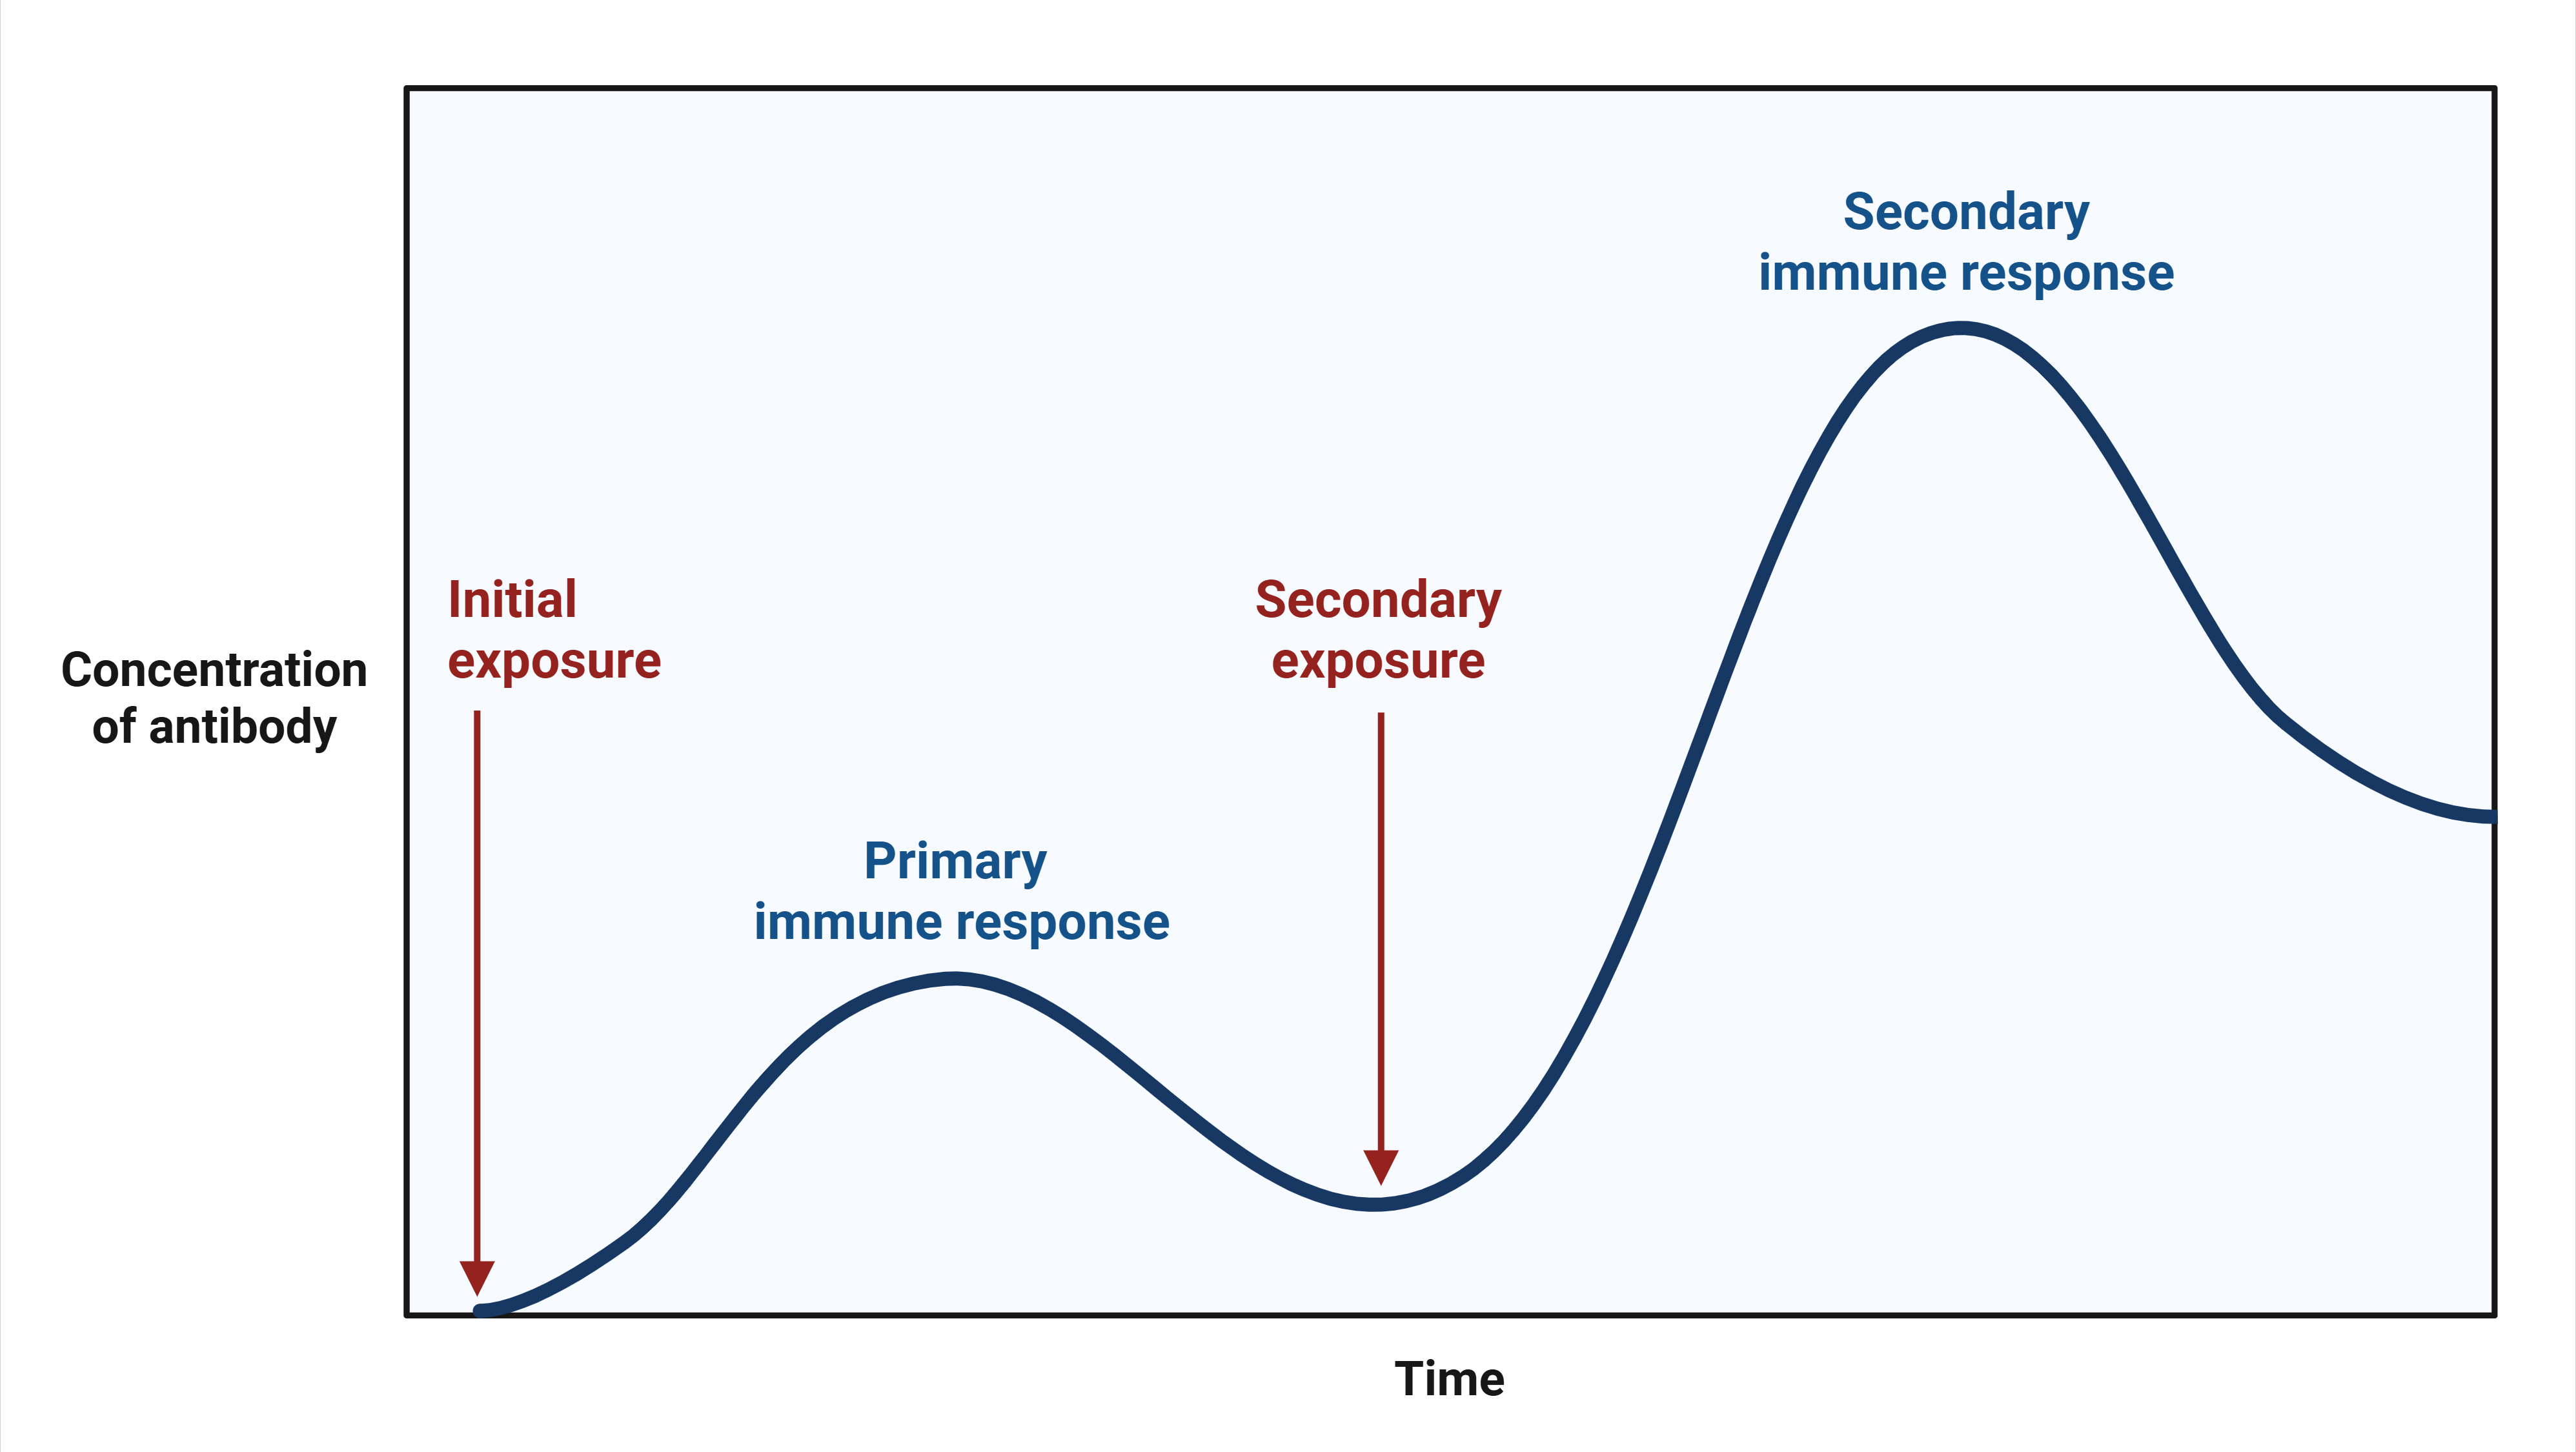 Secondary
immune response
Initial
exposure
Secondary
exposure
Concentration
of antibody
Primary
immune response
Time